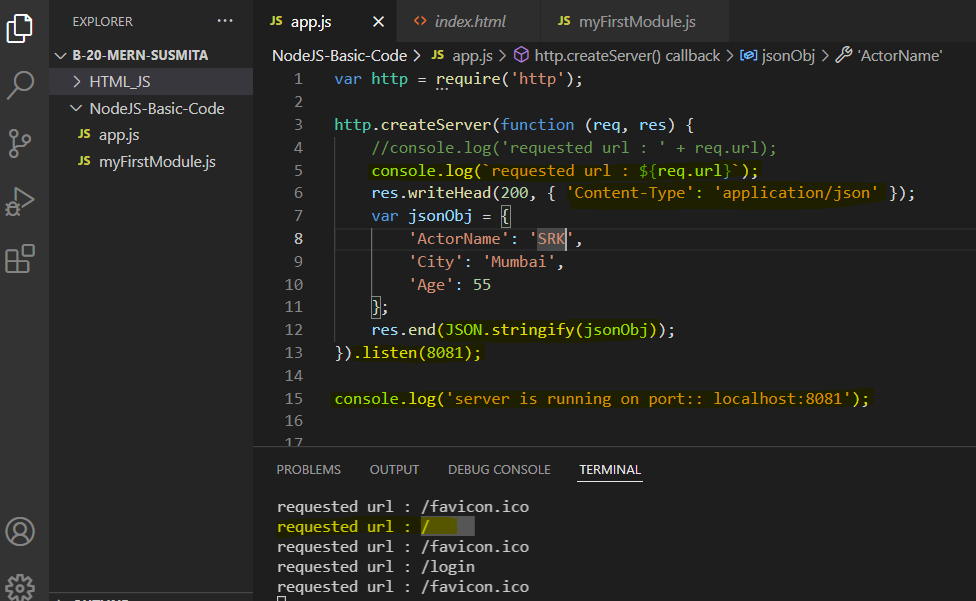 EXPLORER ...
B-20-MERN-SUSMITA
HTML_JS
NodeJS-Basic-Code
JS app.js
JS myFirstModule.js
JS app.js × <> index.html JS myFirstModule.js
NodeJS-Basic-Code > JS app.js > http.createServer() callback > jsonObj > 'ActorName'
1 var http = require('http');
2
3 http.createServer(function (req, res) {
4 //console.log('requested url : ' + req.url);
5 console.log(`requested url : ${req.url}`);
6 res.writeHead(200, { 'Content-Type': 'application/json' });
7 var jsonObj = {
8 'ActorName': 'SRK',
9 'City': 'Mumbai',
10 'Age': 55
11 };
12 res.end(JSON.stringify(jsonObj));
13 }).listen(8081);
14
15 console.log('server is running on port:: localhost:8081');
16
17
PROBLEMS OUTPUT DEBUG CONSOLE TERMINAL
requested url : /favicon.ico
requested url : /
requested url : /favicon.ico
requested url : /login
requested url : /favicon.ico